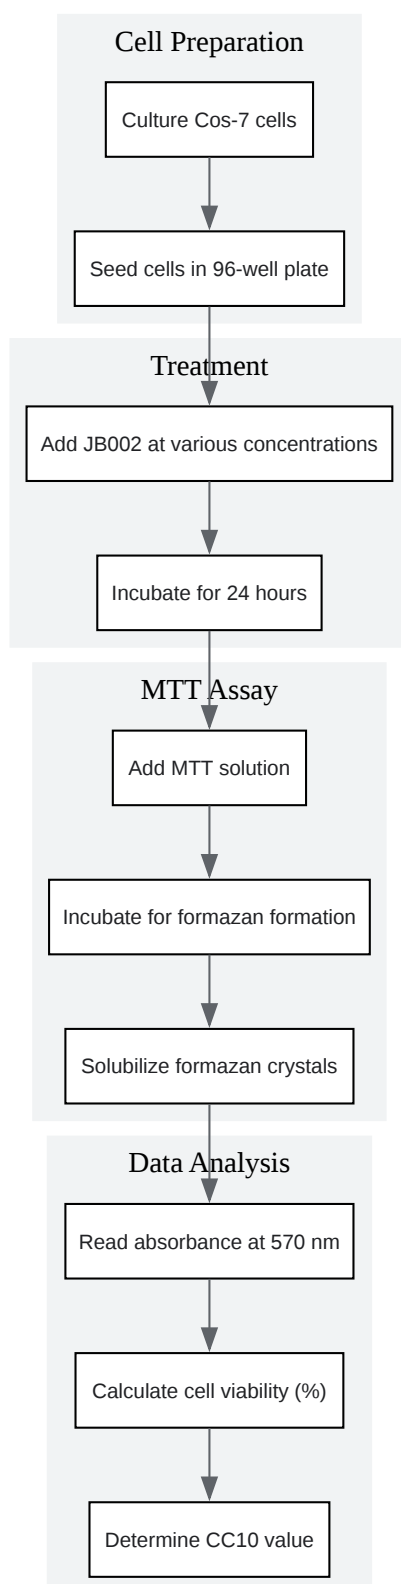 Cell Preparation
Culture Cos-7 cells
Seed cells in 96-well plate
Treatment
Add JB002 at various concentrations
Incubate for 24 hours
MTT Assay
Add MTT solution
Incubate for formazan formation
Solubilize formazan crystals
Data Analysis
Read absorbance at 570 nm
Calculate cell viability (%)
Determine CC10 value